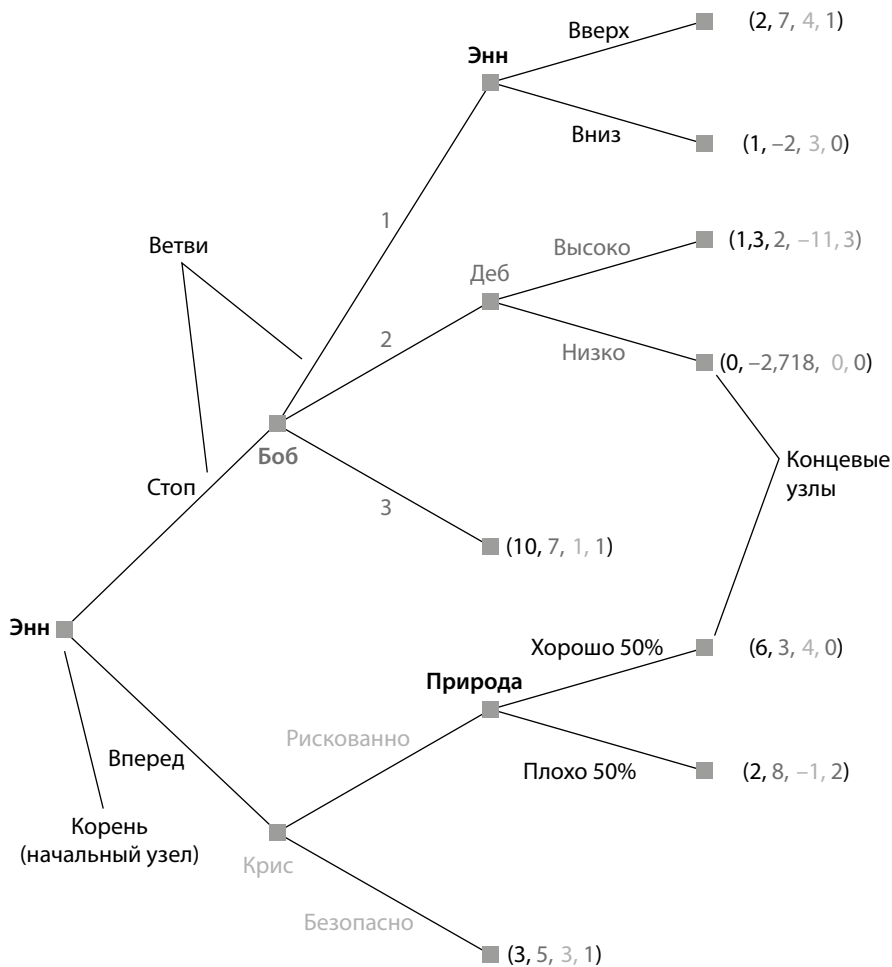 Вверх
(2, 7, 4, 1)
Энн
Вниз
(1, –2, 3, 0)
1
Ветви
Высоко
(1,3, 2, –11, 3)
Деб
2
Низко
(0, –2,718, 0, 0)
Боб
Концевые
узлы
Стоп
3
(10, 7, 1, 1)
Энн
Хорошо 50%
(6, 3, 4, 0)
Природа
Рискованно
Вперед
Плохо 50%
(2, 8, –1, 2)
Корень
(начальный узел)
Крис
Безопасно
(3, 5, 3, 1)